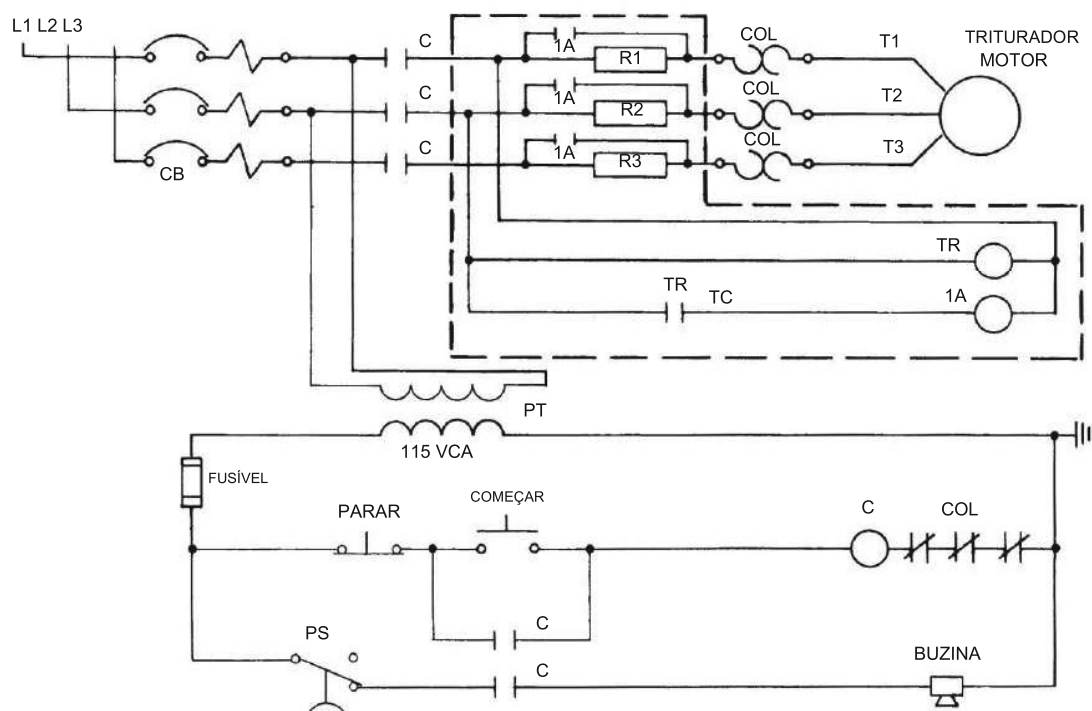 L1 L2 L3
C
1A
R1
COL
T1
TRITURADOR
MOTOR
C
1A
R2
COL
T2
C
1A
R3
COL
T3
CB
TR
TR
TC
1A
PT
115 VCA
FUSÍVEL
PARAR
COMEÇAR
C
COL
C
PS
C
BUZINA